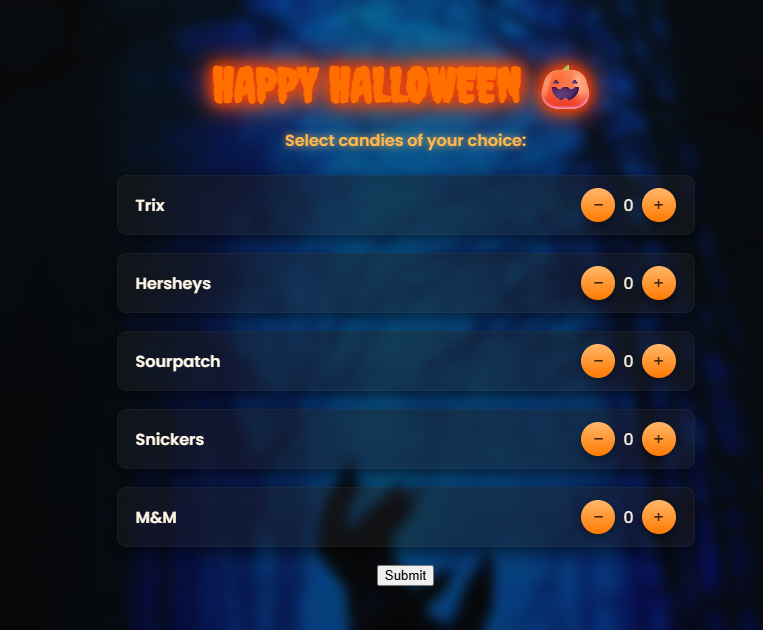 HAPPY HALLOWEEN 🎃
Select candies of your choice:
Trix − 0 +
Hersheys − 0 +
Sourpatch − 0 +
Snickers − 0 +
M&M − 0 +
Submit